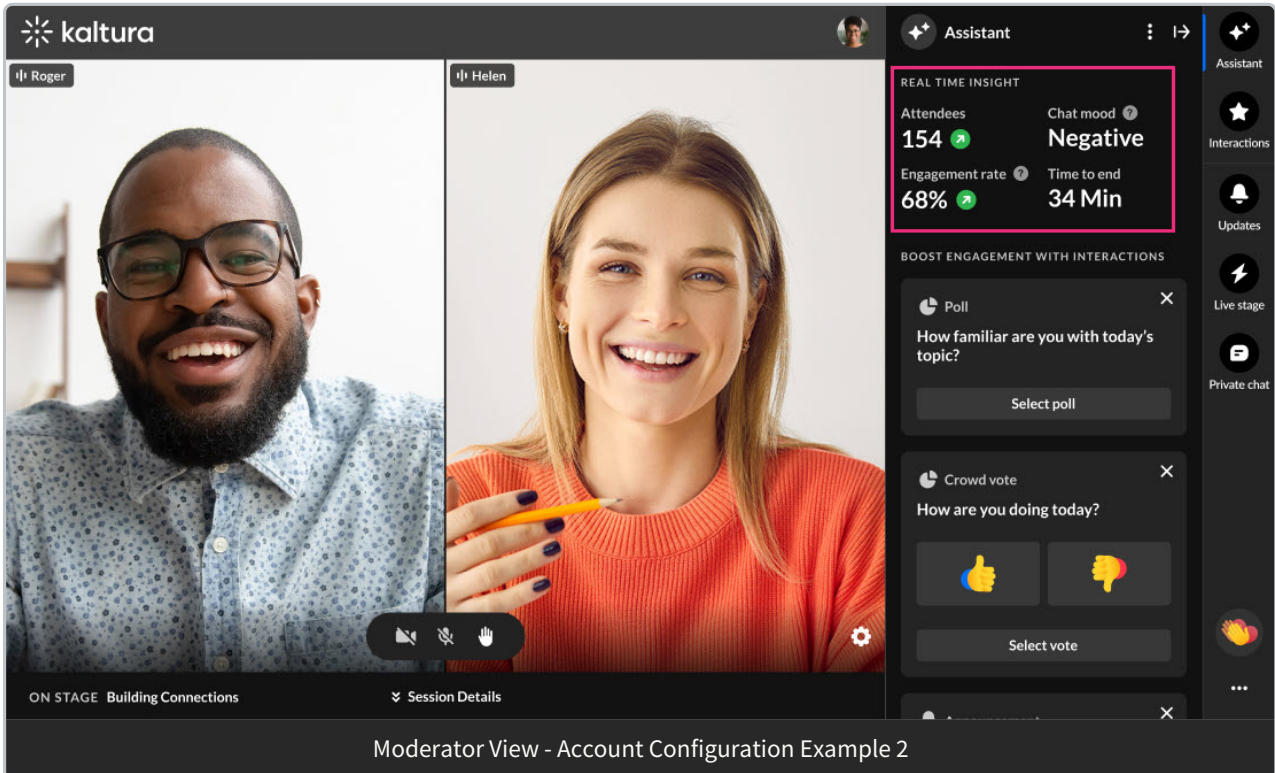 kaltura
Roger
Helen
Assistant
REAL TIME INSIGHT
Attendees
154
Chat mood ?
Negative
Engagement rate ?
68%
Time to end
34 Min
BOOST ENGAGEMENT WITH INTERACTIONS
Poll
How familiar are you with today's
topic?
Select poll
Crowd vote
How are you doing today?
Select vote
Assistant
Interactions
Updates
Live stage
Private chat
ON STAGE Building Connections
Session Details
Moderator View - Account Configuration Example 2